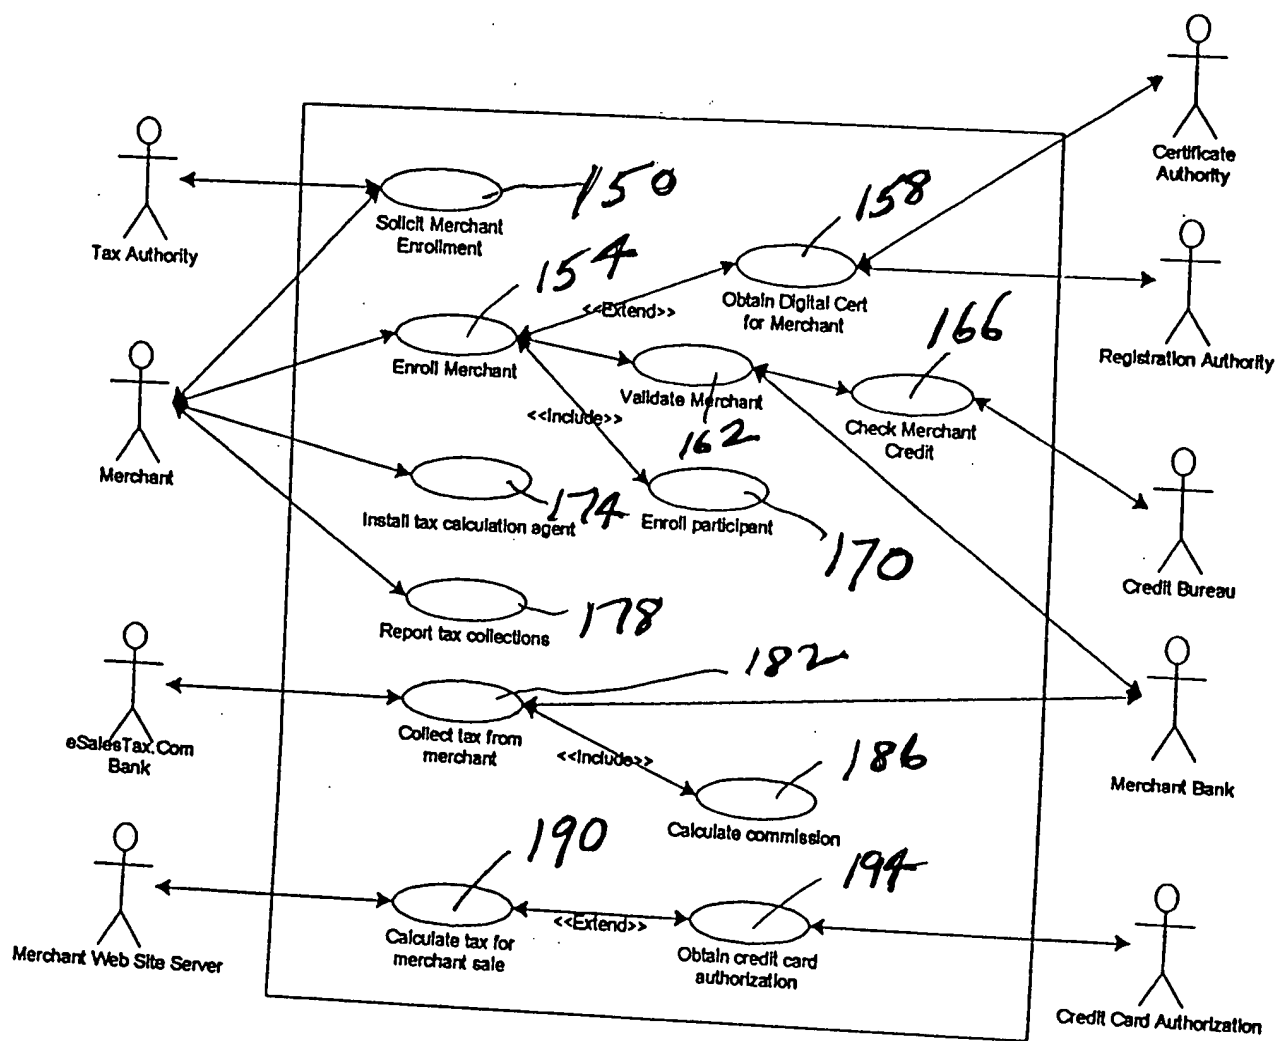 Certificate
Authority
Tax Authority
150
Solicit Merchant
Enrollment
158
154
<<Extend>>
Obtain Digital Cert
for Merchant
Registration Authority
Merchant
Enroll Merchant
166
Validate Merchant
<<Include>>
162
Check Merchant
Credit
Install tax calculation agent
174
Enroll participant
170
Credit Bureau
Report tax collections
178
182
eSalesTax.Com
Bank
Collect tax from
merchant
<<Include>>
186
Merchant Bank
Calculate commission
190
194
Merchant Web Site Server
Calculate tax for
merchant sale
<<Extend>>
Obtain credit card
authorization
Credit Card Authorization